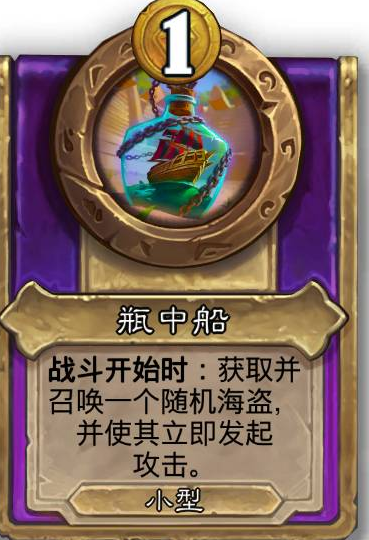 1
瓶中船
战斗开始时：获取并
召唤一个随机海盗，
并使其立即发起
攻击。
小型